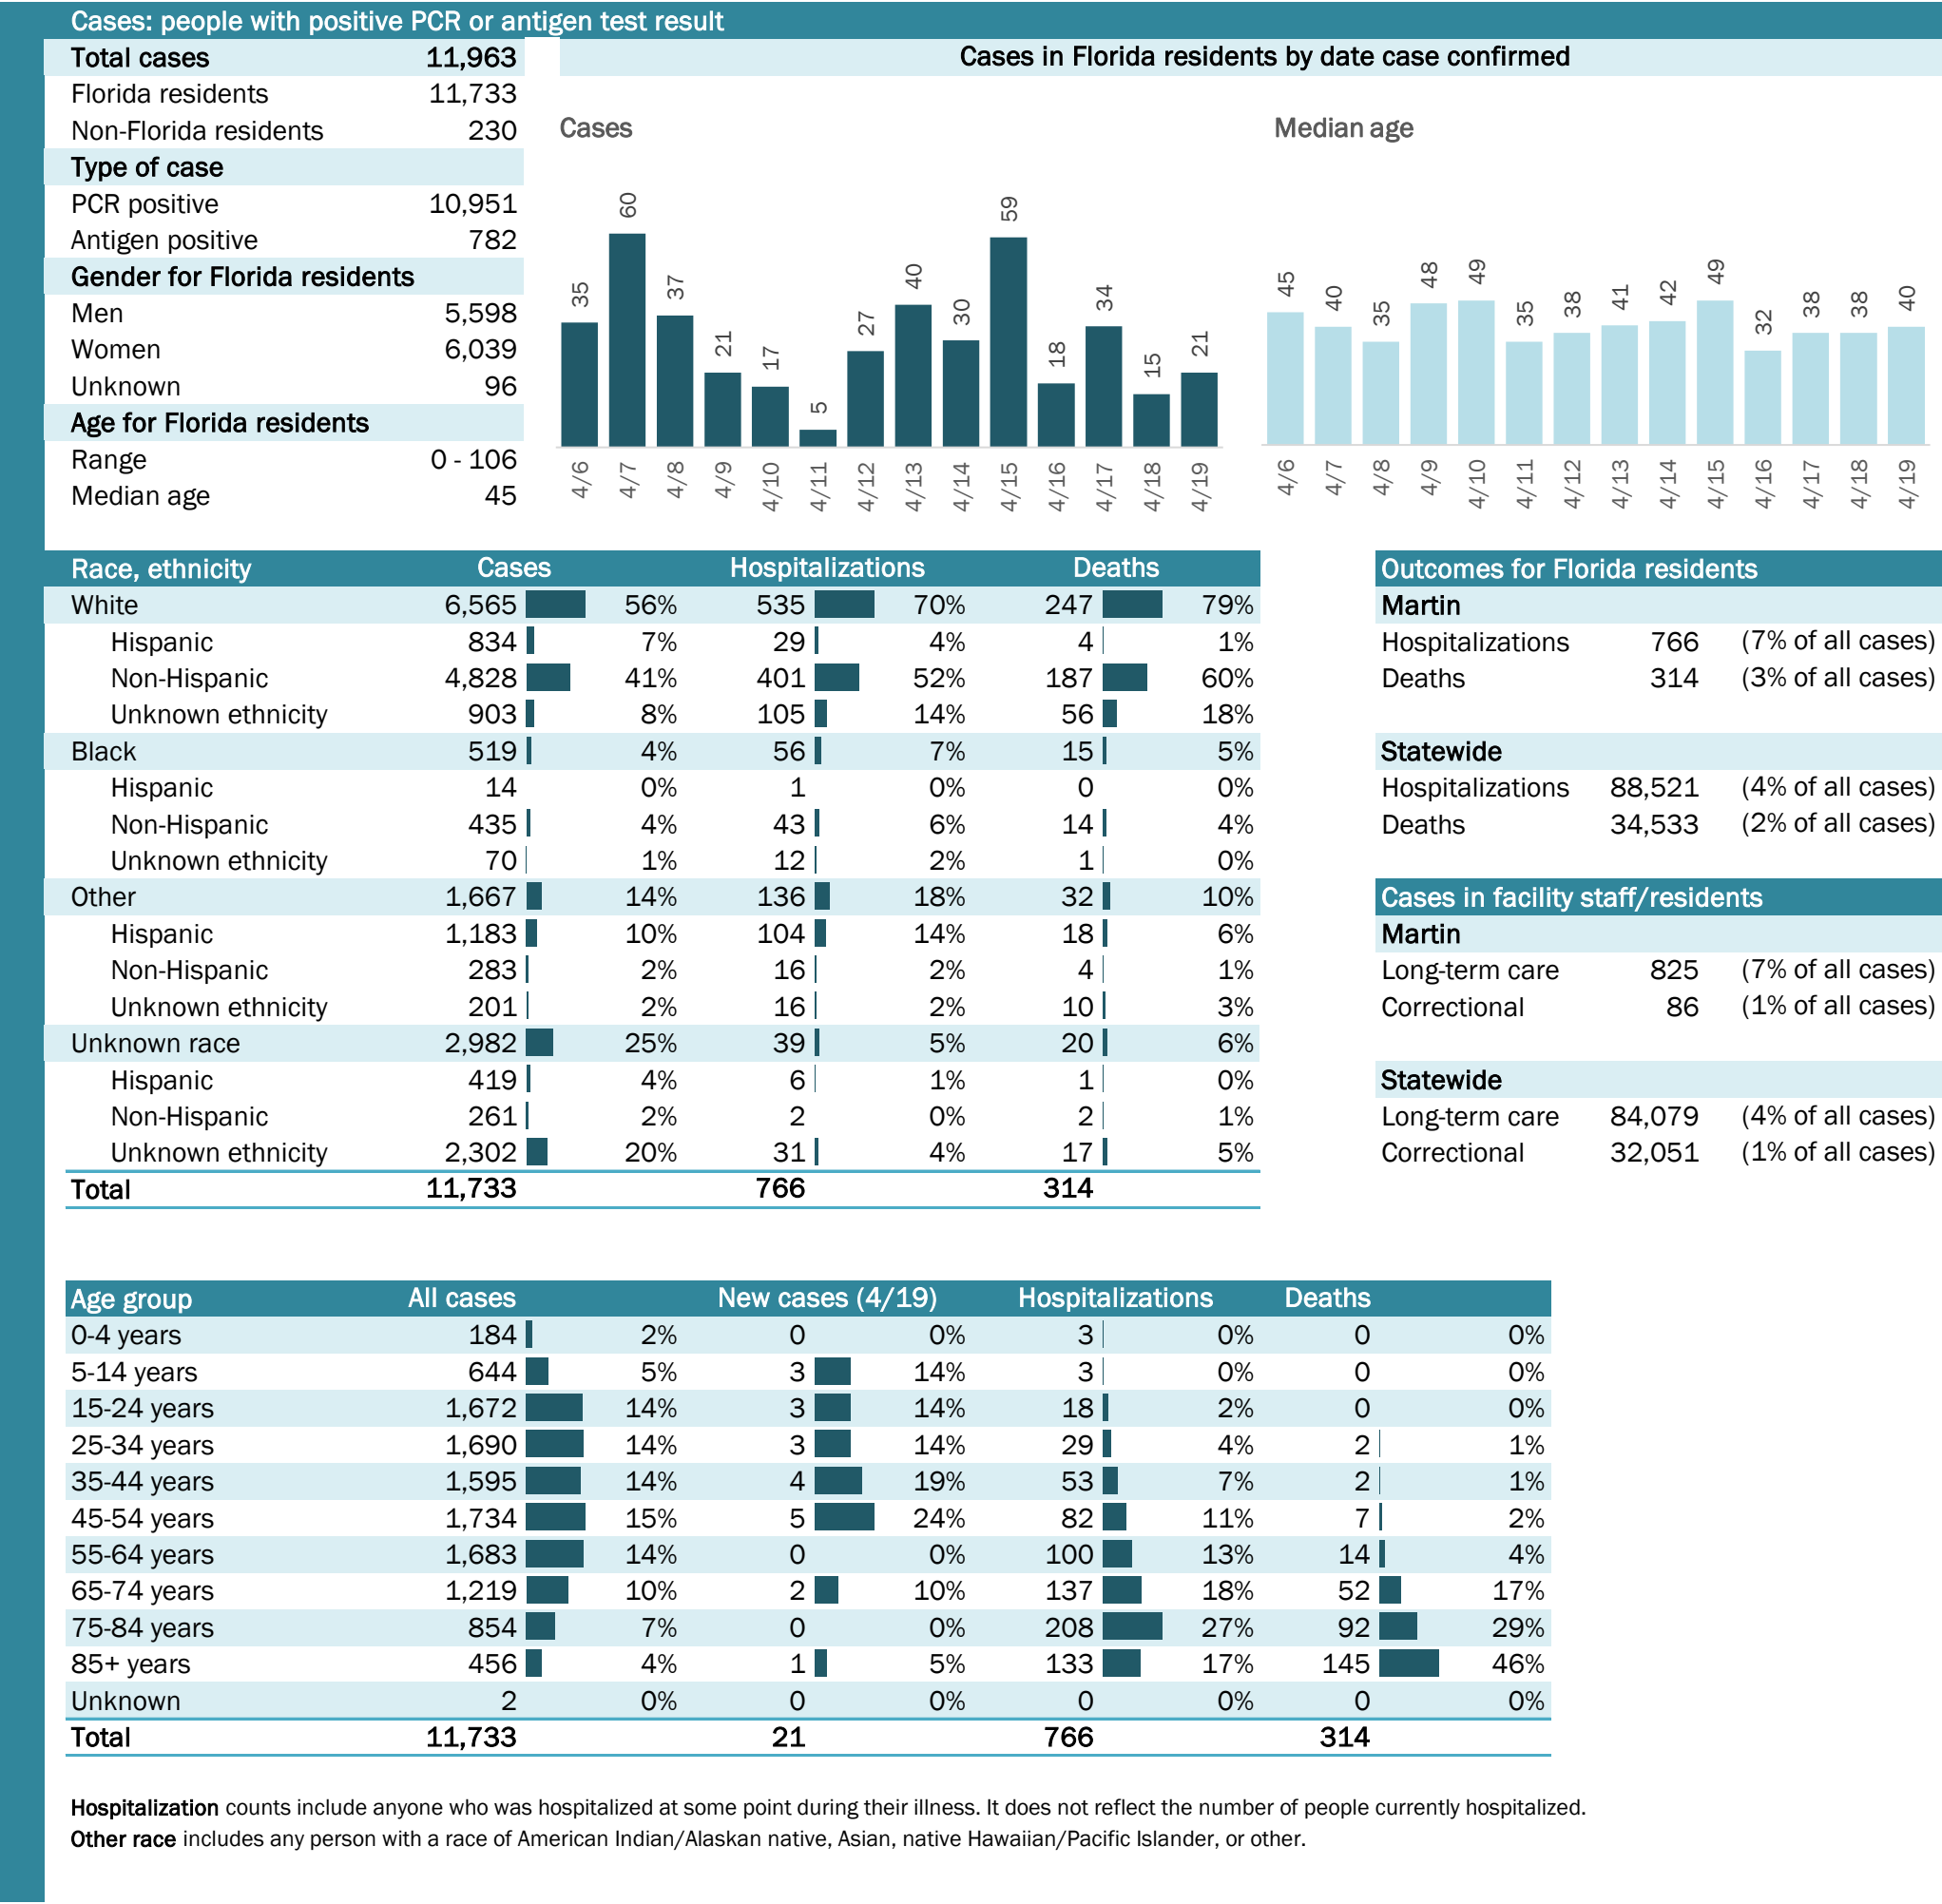 Cases: people with positive PCR or antigen test result
Total cases 11,963
Florida residents 11,733
Non-Florida residents 230
Type of case
PCR positive 10,951
Antigen positive 782
Gender for Florida residents
Men 5,598
Women 6,039
Unknown 96
Age for Florida residents
Range 0 - 106
Median age 45
Cases in Florida residents by date case confirmed
Cases
35 60 37 21 17 5 27 40 30 59 18 34 15 21
4/6 4/7 4/8 4/9 4/10 4/11 4/12 4/13 4/14 4/15 4/16 4/17 4/18 4/19
Median age
45 40 35 48 49 35 38 41 42 49 32 38 38 40
4/6 4/7 4/8 4/9 4/10 4/11 4/12 4/13 4/14 4/15 4/16 4/17 4/18 4/19
Race, ethnicity Cases Hospitalizations Deaths
White 6,565 56% 535 70% 247 79%
Hispanic 834 7% 29 4% 4 1%
Non-Hispanic 4,828 41% 401 52% 187 60%
Unknown ethnicity 903 8% 105 14% 56 18%
Black 519 4% 56 7% 15 5%
Hispanic 14 0% 1 0% 0 0%
Non-Hispanic 435 4% 43 6% 14 4%
Unknown ethnicity 70 1% 12 2% 1 0%
Other 1,667 14% 136 18% 32 10%
Hispanic 1,183 10% 104 14% 18 6%
Non-Hispanic 283 2% 16 2% 4 1%
Unknown ethnicity 201 2% 16 2% 10 3%
Unknown race 2,982 25% 39 5% 20 6%
Hispanic 419 4% 6 1% 1 0%
Non-Hispanic 261 2% 2 0% 2 1%
Unknown ethnicity 2,302 20% 31 4% 17 5%
Total 11,733 766 314
Outcomes for Florida residents
Martin
Hospitalizations 766 (7% of all cases)
Deaths 314 (3% of all cases)
Statewide
Hospitalizations 88,521 (4% of all cases)
Deaths 34,533 (2% of all cases)
Cases in facility staff/residents
Martin
Long-term care 825 (7% of all cases)
Correctional 86 (1% of all cases)
Statewide
Long-term care 84,079 (4% of all cases)
Correctional 32,051 (1% of all cases)
Age group All cases New cases (4/19) Hospitalizations Deaths
0-4 years 184 2% 0 0% 3 0% 0 0%
5-14 years 644 5% 3 14% 3 0% 0 0%
15-24 years 1,672 14% 3 14% 18 2% 0 0%
25-34 years 1,690 14% 3 14% 29 4% 2 1%
35-44 years 1,595 14% 4 19% 53 7% 2 1%
45-54 years 1,734 15% 5 24% 82 11% 7 2%
55-64 years 1,683 14% 0 0% 100 13% 14 4%
65-74 years 1,219 10% 2 10% 137 18% 52 17%
75-84 years 854 7% 0 0% 208 27% 92 29%
85+ years 456 4% 1 5% 133 17% 145 46%
Unknown 2 0% 0 0% 0 0% 0 0%
Total 11,733 21 766 314
Hospitalization counts include anyone who was hospitalized at some point during their illness. It does not reflect the number of people currently hospitalized.
Other race includes any person with a race of American Indian/Alaskan native, Asian, native Hawaiian/Pacific Islander, or other.